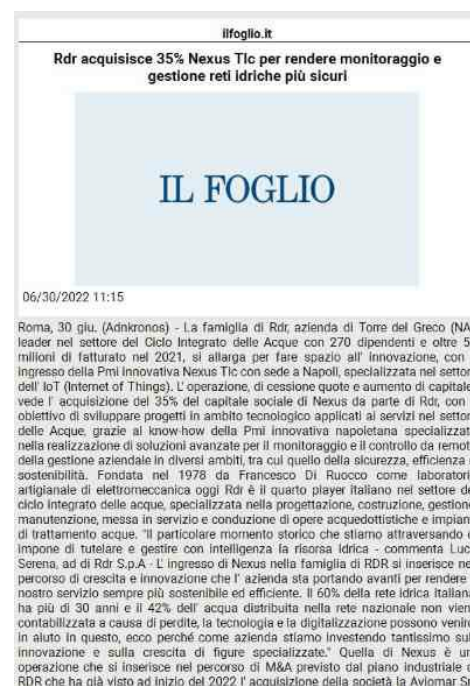 ilfoglio.it
Rdr acquisisce 35% Nexus Tlc per rendere monitoraggio e
gestione reti idriche più sicuri
IL FOGLIO
06/30/2022 11:15
Roma, 30 giu. (Adnkronos) - La famiglia di Rdr, azienda di Torre del Greco (NA
leader nel settore del Ciclo Integrato delle Acque con 270 dipendenti e oltre 5
milioni di fatturato nel 2021, si allarga per fare spazio all' innovazione, con
ingresso della Pmi innovativa Nexus Tlc con sede a Napoli, specializzata nel settor
dell' IoT (Internet of Things). L' operazione, di cessione quote e aumento di capitale
vede l' acquisizione del 35% del capitale sociale di Nexus da parte di Rdr, con
obiettivo di sviluppare progetti in ambito tecnologico applicati ai servizi nel settor
delle Acque, grazie al know-how della Pmi innovativa napoletana specializzat
nella realizzazione di soluzioni avanzate per il monitoraggio e il controllo da remot
della gestione aziendale in diversi ambiti, tra cui quello della sicurezza, efficienza
sostenibilità. Fondata nel 1978 da Francesco Di Ruocco come laboratori
artigianale di elettromeccanica oggi Rdr è il quarto player italiano nel settore de
ciclo integrato delle acque, specializzata nella progettazione, costruzione, gestion
manutenzione, messa in servizio e conduzione di opere acquedottistiche e impian
di trattamento acque. "Il particolare momento storico che stiamo attraversando
impone di tutelare e gestire con intelligenza la risorsa idrica - commenta Luc
Serena, ad di Rdr S.p.A - L' ingresso di Nexus nella famiglia di RDR si inserisce ne
percorso di crescita e innovazione che l' azienda sta portando avanti per rendere
nostro servizio sempre più sostenibile ed efficiente. Il 60% della rete idrica italian
ha più di 30 anni e il 42% dell' acqua distribuita nella rete nazionale non vien
contabilizzata a causa di perdite, la tecnologia e la digitalizzazione possono venirc
in aiuto in questo, ecco perché come azienda stiamo investendo tantissimo sull
innovazione e sulla crescita di figure specializzate." Quella di Nexus è un
operazione che si inserisce nel percorso di M&A previsto dal piano industriale d
RDR che ha già visto ad inizio del 2022 l' acquisizione della società la Aviomar Sr